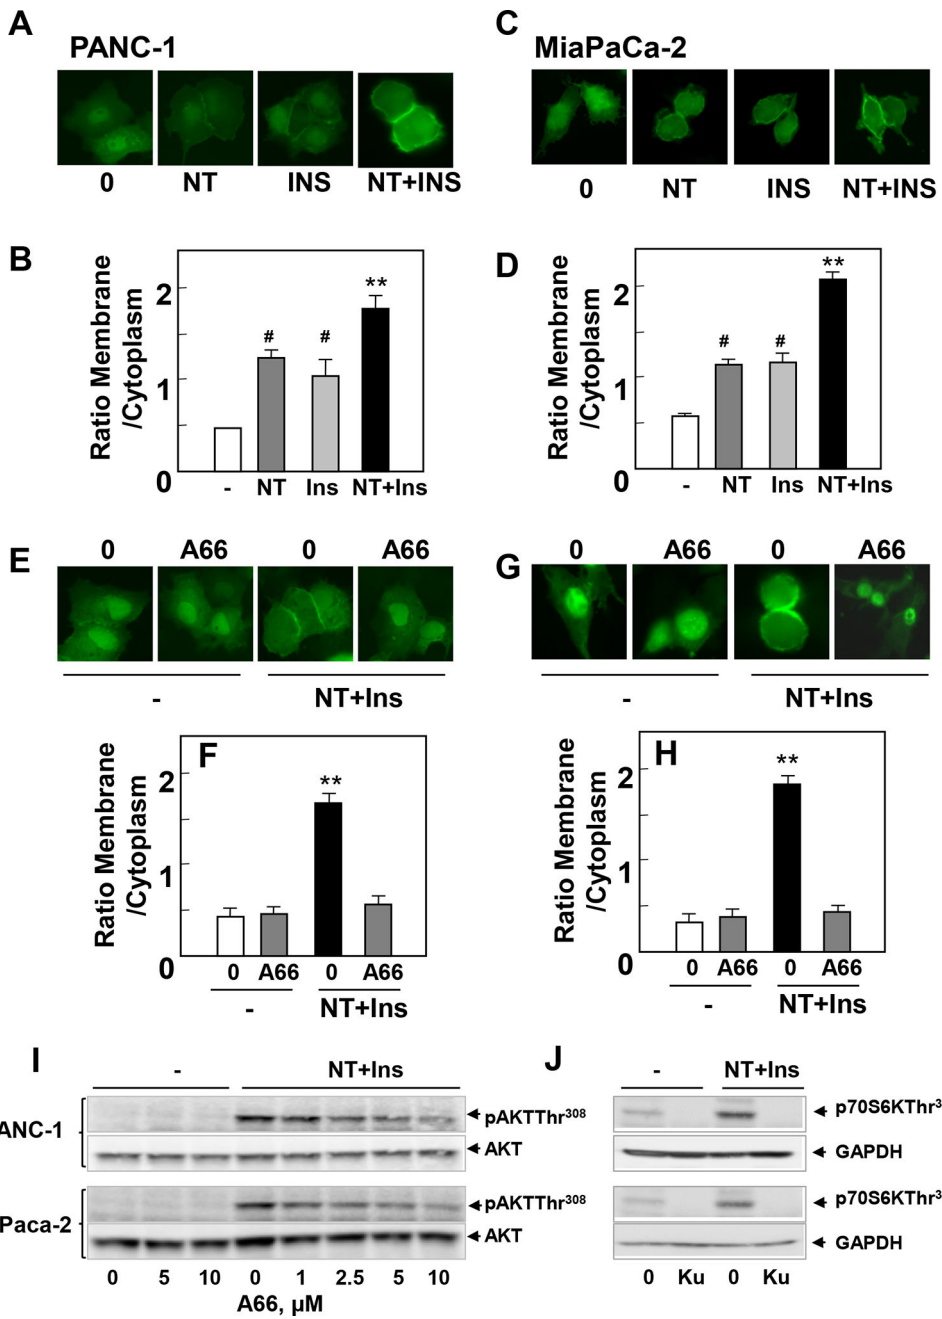 A
PANC-1
0 NT INS NT+INS
C
MiaPaCa-2
0 NT INS NT+INS
B
Ratio Membrane
/Cytoplasm
2
1
0
# # **
- NT Ins NT+Ins
D
Ratio Membrane
/Cytoplasm
2
1
0
# # **
- NT Ins NT+Ins
E
0 A66 0 A66
- NT+Ins
G
0 A66 0 A66
- NT+Ins
F
Ratio Membrane
/Cytoplasm
2
1
0
**
0 A66 0 A66
- NT+Ins
H
Ratio Membrane
/Cytoplasm
2
1
0
**
0 A66 0 A66
- NT+Ins
I
- NT+Ins
ANC-1
pAKTThr308
AKT
Paca-2
pAKTThr308
AKT
0 5 10 0 1 2.5 5 10
A66, µM
J
- NT+Ins
p70S6KThr3
GAPDH
p70S6KThr3
GAPDH
0 Ku 0 Ku